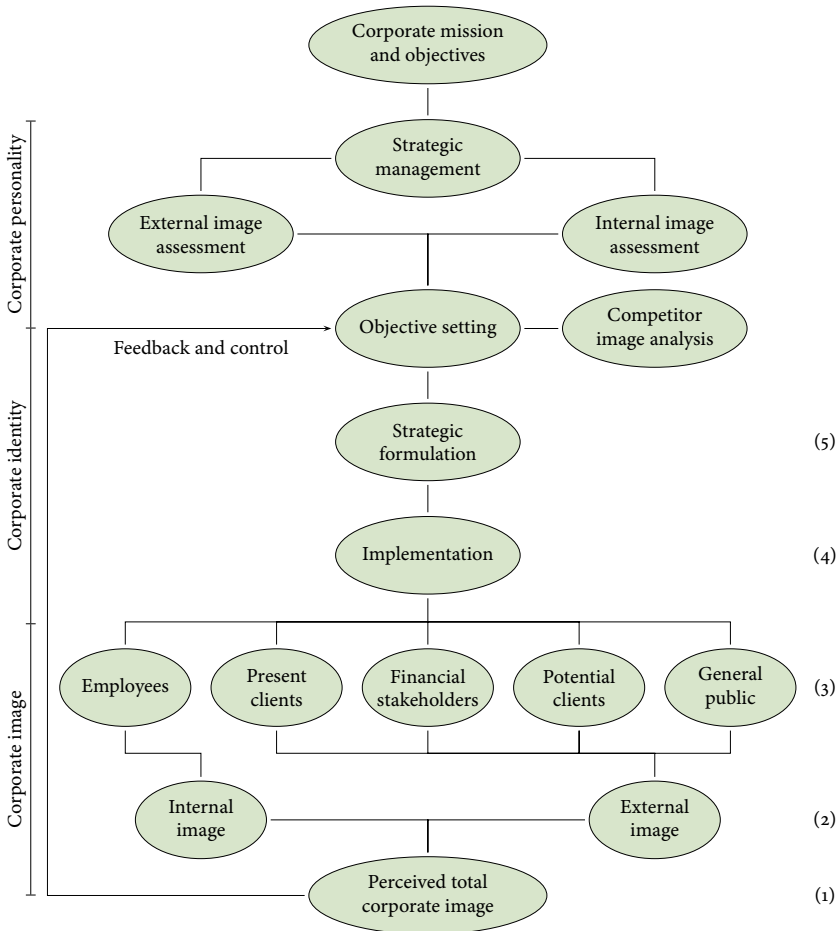 Corporate mission
and objectives
Strategic
management
External image
assessment
Internal image
assessment
Corporate personality
Objective setting
Competitor
image analysis
Feedback and control
Strategic
formulation
(5)
Corporate identity
Implementation
(4)
Employees
Present
clients
Financial
stakeholders
Potential
clients
General
public
(3)
Corporate image
Internal
image
External
image
(2)
Perceived total
corporate image
(1)